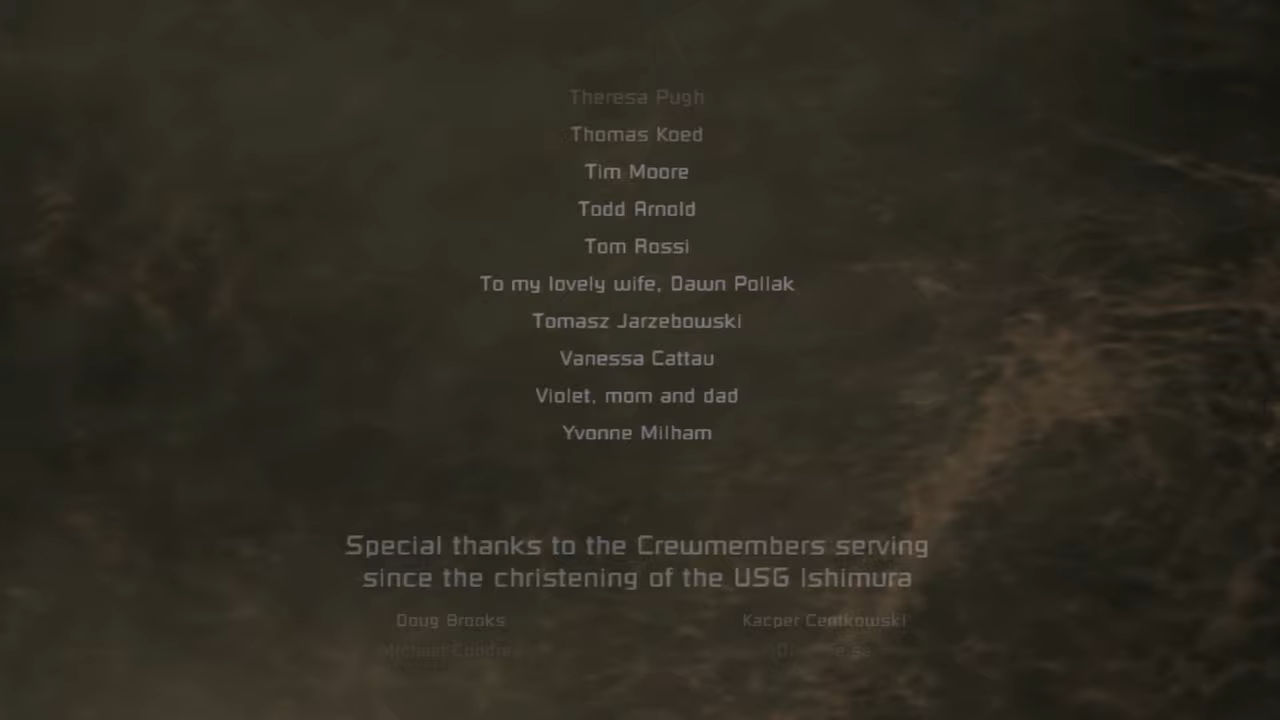 Theresa Pugh
Thomas Koed
Tim Moore
Todd Arnold
Tom Rossi
To my lovely wife, Dawn Pollak
Tomasz Jarzebowski
Vanessa Cattau
Violet, mom and dad
Yvonne Milham
Special thanks to the Crewmembers serving
since the christening of the USG Ishimura
Doug Brooks
Kacper Centkowski
Michael